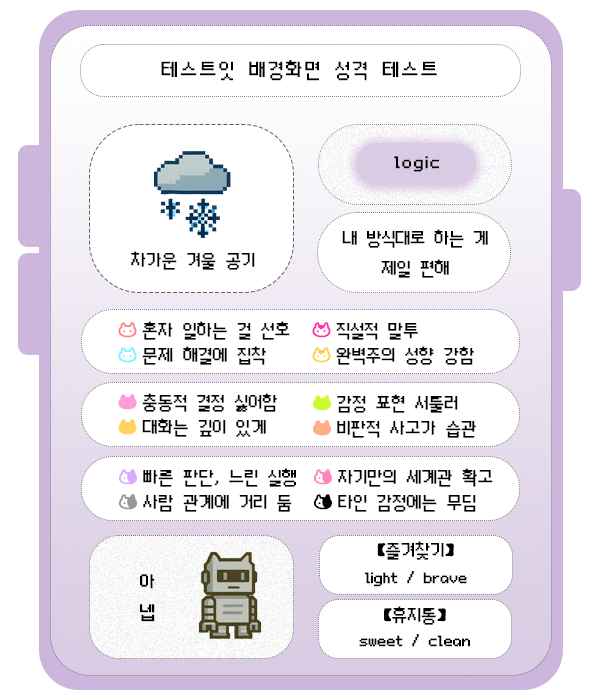 테스트잇 배경화면 성격 테스트
차가운 겨울 공기
logic
내 방식대로 하는 게
제일 편해
혼자 일하는 걸 선호
직설적 말투
문제 해결에 집착
완벽주의 성향 강함
충동적 결정 싫어함
감정 표현 서툴러
대화는 깊이 있게
비판적 사고가 습관
빠른 판단, 느린 실행
자기만의 세계관 확고
사람 관계에 거리 둠
타인 감정에는 무딤
아
넵
【즐겨찾기】
light / brave
【휴지통】
sweet / clean